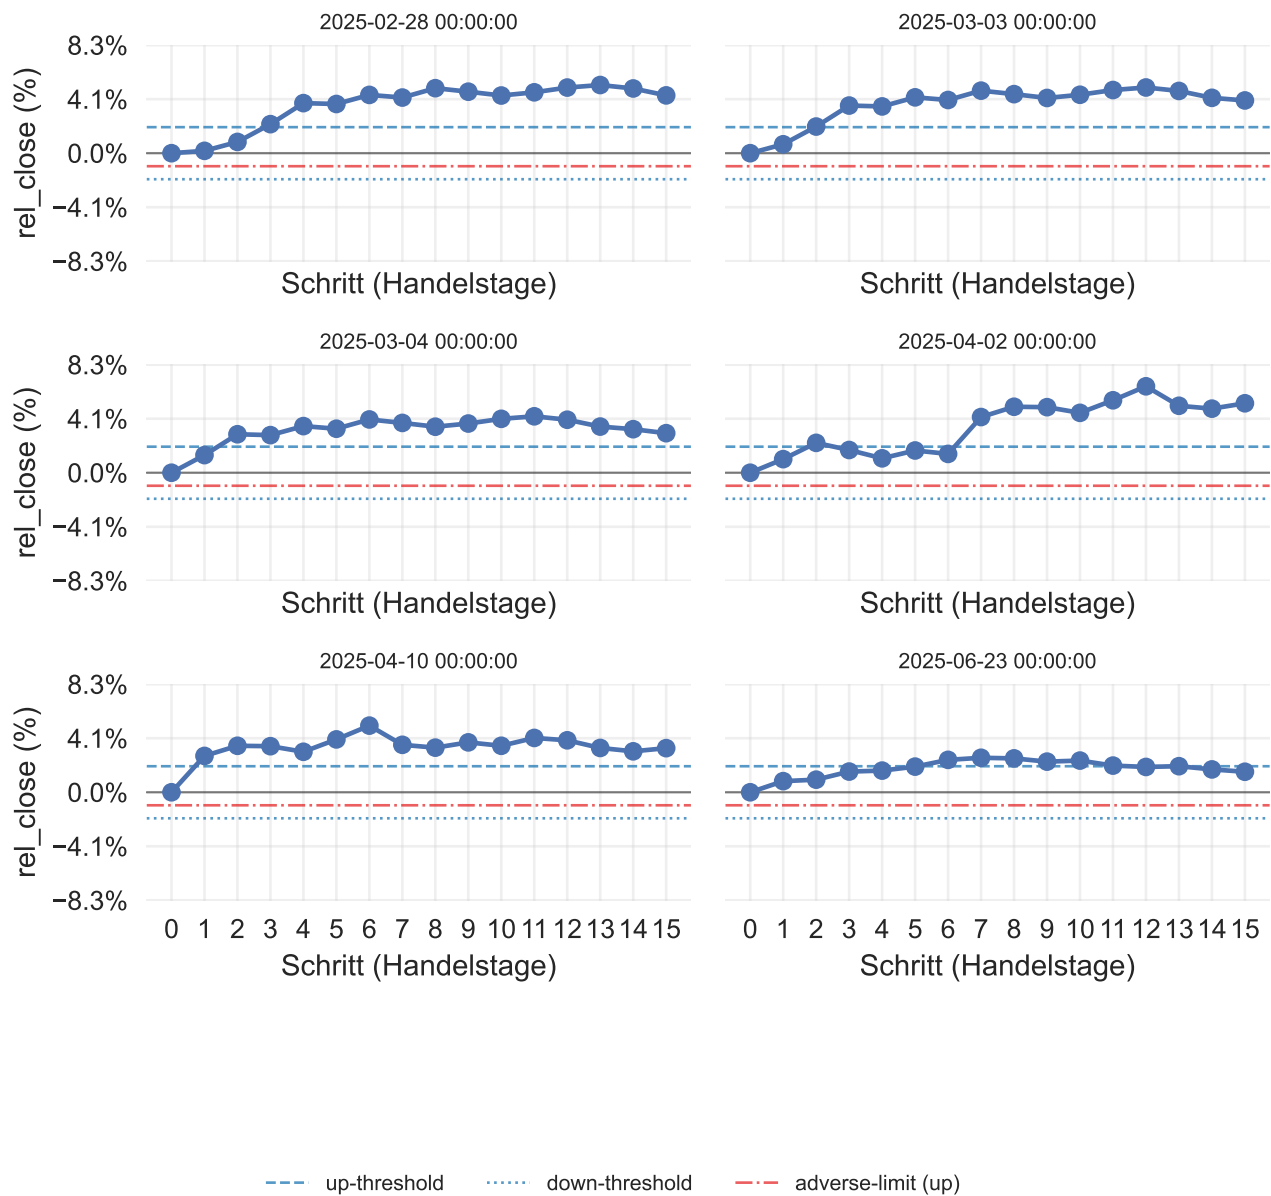 2025-02-28 00:00:00
8.3%
4.1%
0.0%
−4.1%
−8.3%
rel_close (%)
Schritt (Handelstage)
2025-03-03 00:00:00
Schritt (Handelstage)
2025-03-04 00:00:00
8.3%
4.1%
0.0%
−4.1%
−8.3%
rel_close (%)
Schritt (Handelstage)
2025-04-02 00:00:00
Schritt (Handelstage)
2025-04-10 00:00:00
8.3%
4.1%
0.0%
−4.1%
−8.3%
rel_close (%)
0 1 2 3 4 5 6 7 8 9 10 11 12 13 14 15
Schritt (Handelstage)
2025-06-23 00:00:00
0 1 2 3 4 5 6 7 8 9 10 11 12 13 14 15
Schritt (Handelstage)
up-threshold down-threshold adverse-limit (up)